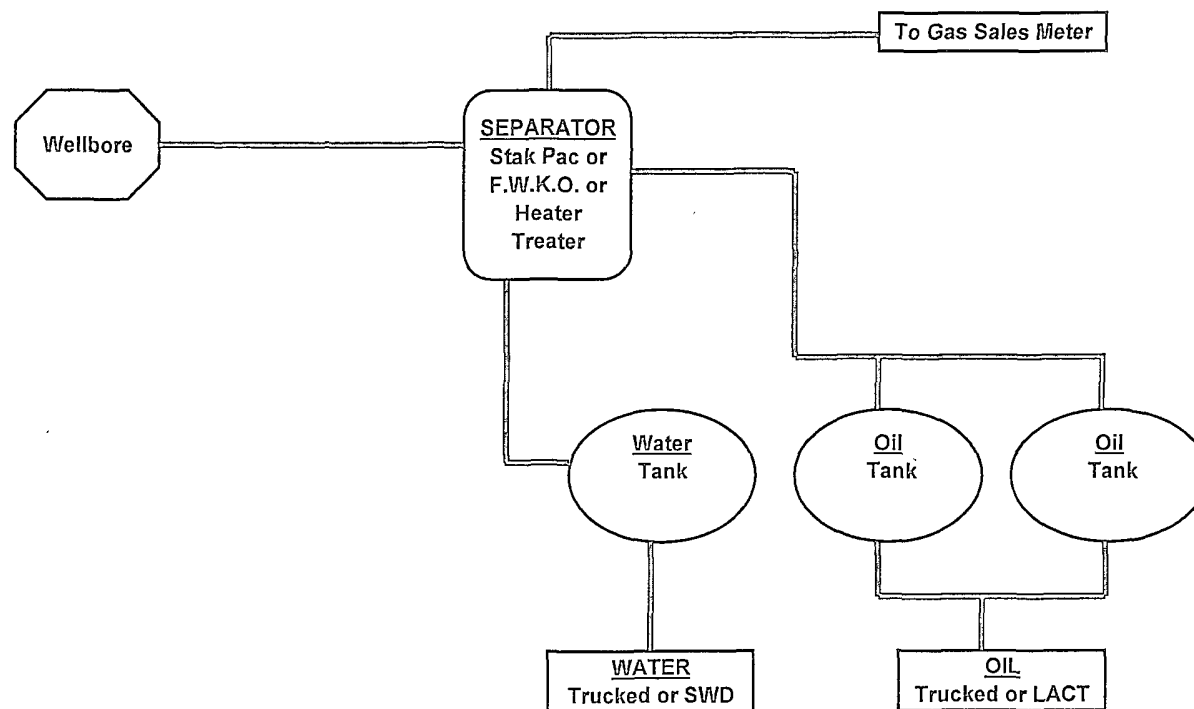 To Gas Sales Meter
Wellbore
SEPARATOR
Stak Pac or
F.W.K.O. or
Heater
Treater
Water
Tank
Oil
Tank
Oil
Tank
WATER
Trucked or SWD
OIL
Trucked or LACT